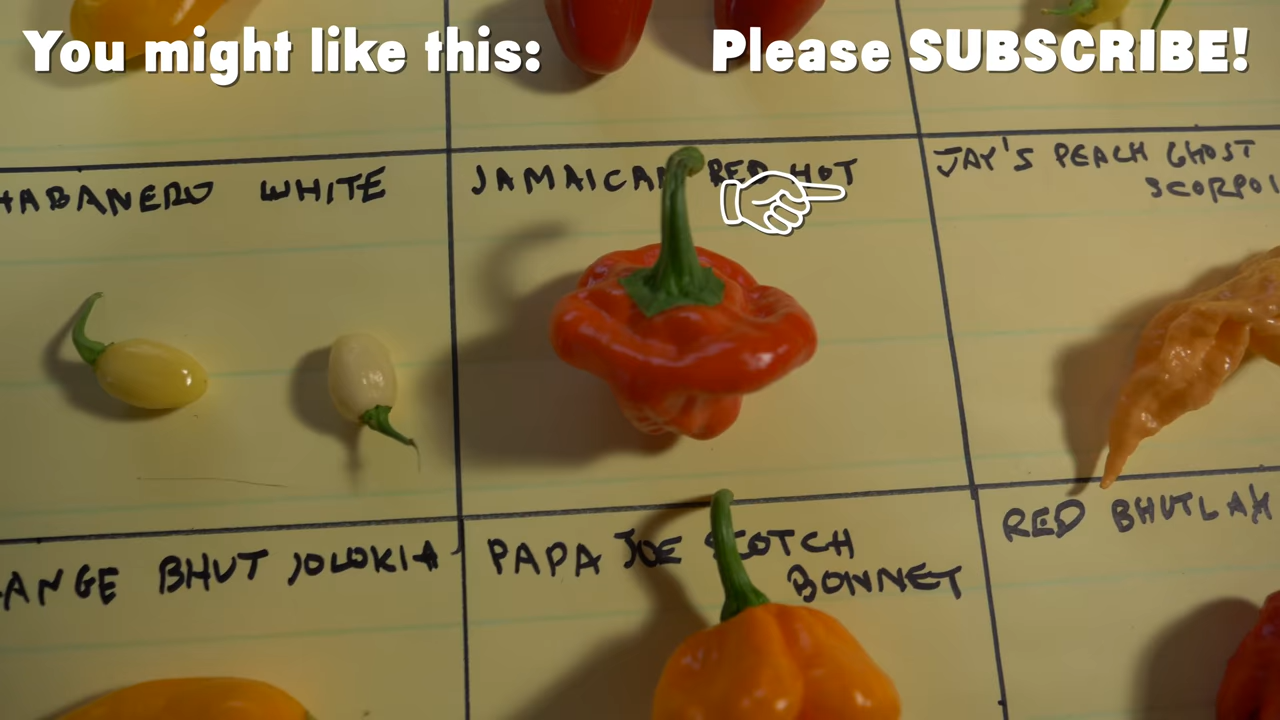 You might like this:
Please SUBSCRIBE!
HABANERO WHITE
JAMAICAN RED HOT
JAY'S PEACH GHOST
SCORPOI
ANGE BHUT JOLOKIA
PAPA JOE SCOTCH
BONNET
RED BHUTLAH